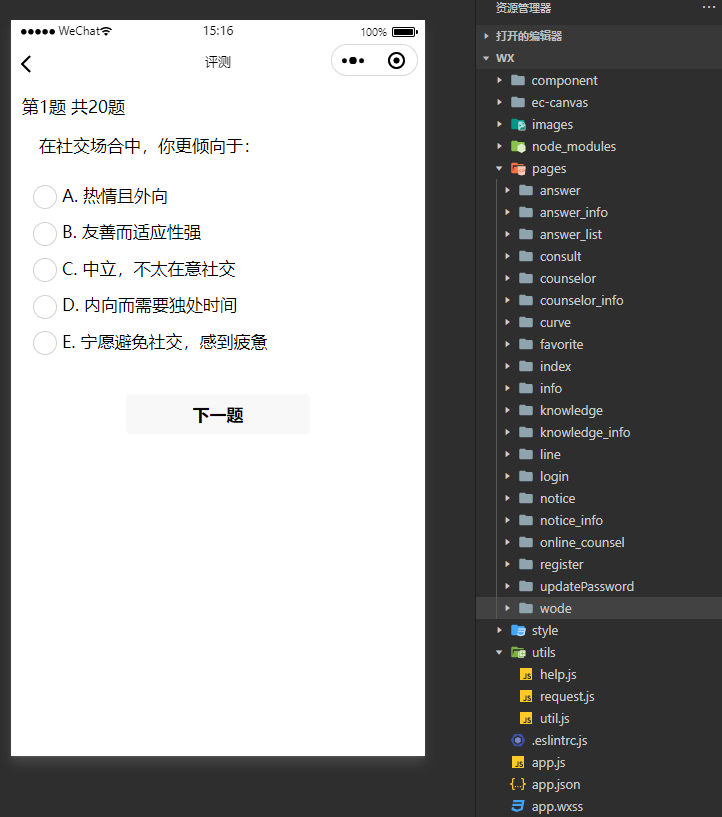 WeChat 15:16 100%
评测
第1题 共20题
在社交场合中，你更倾向于：
A. 热情且外向
B. 友善而适应性强
C. 中立，不太在意社交
D. 内向而需要独处时间
E. 宁愿避免社交，感到疲惫
下一题
资源管理器
打开的编辑器
WX
component
ec-canvas
images
node_modules
pages
answer
answer_info
answer_list
consult
counselor
counselor_info
curve
favorite
index
info
knowledge
knowledge_info
line
login
notice
notice_info
online_counsel
register
updatePassword
wode
style
utils
help.js
request.js
util.js
.eslintrc.js
app.js
app.json
app.wxss